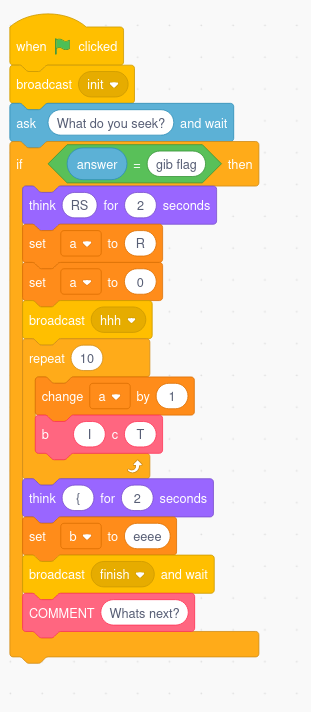 when clicked
broadcast init
ask What do you seek? and wait
if answer = gib flag then
think RS for 2 seconds
set a to R
set a to 0
broadcast hhh
repeat 10
change a by 1
b I c T
think { for 2 seconds
set b to eeee
broadcast finish and wait
COMMENT Whats next?